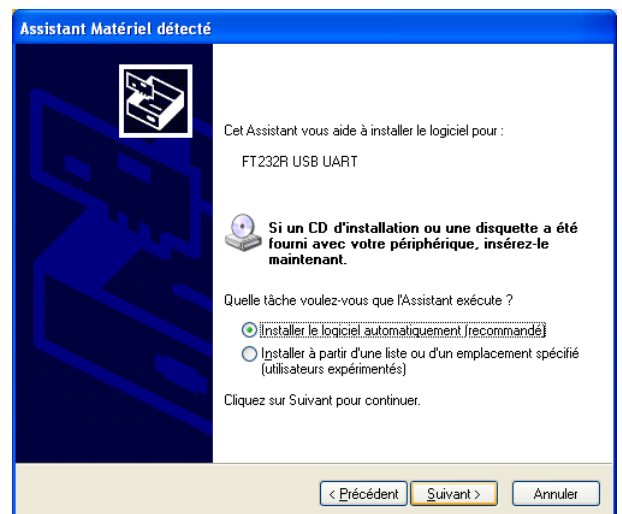 Assistant Matériel détecté
Cet Assistant vous aide à installer le logiciel pour :
FT232R USB UART
Si un CD d'installation ou une disquette a été
fourni avec votre périphérique, insérez-le
maintenant.
Quelle tâche voulez-vous que l'Assistant exécute ?
Installer le logiciel automatiquement (recommandé)
Installer à partir d'une liste ou d'un emplacement spécifié
(utilisateurs expérimentés)
Cliquez sur Suivant pour continuer.
< Précédent Suivant > Annuler